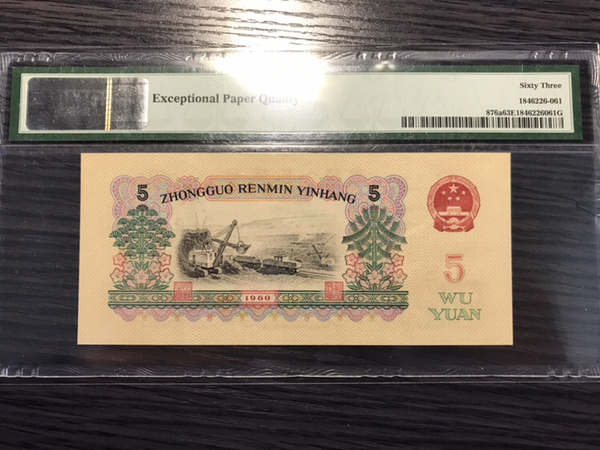 Exceptional Paper Quality
Sixty Three
1846226-061
876a63E1846226061G
5 ZHONGGUO RENMIN YINHANG 5
5
WU
YUAN
1960